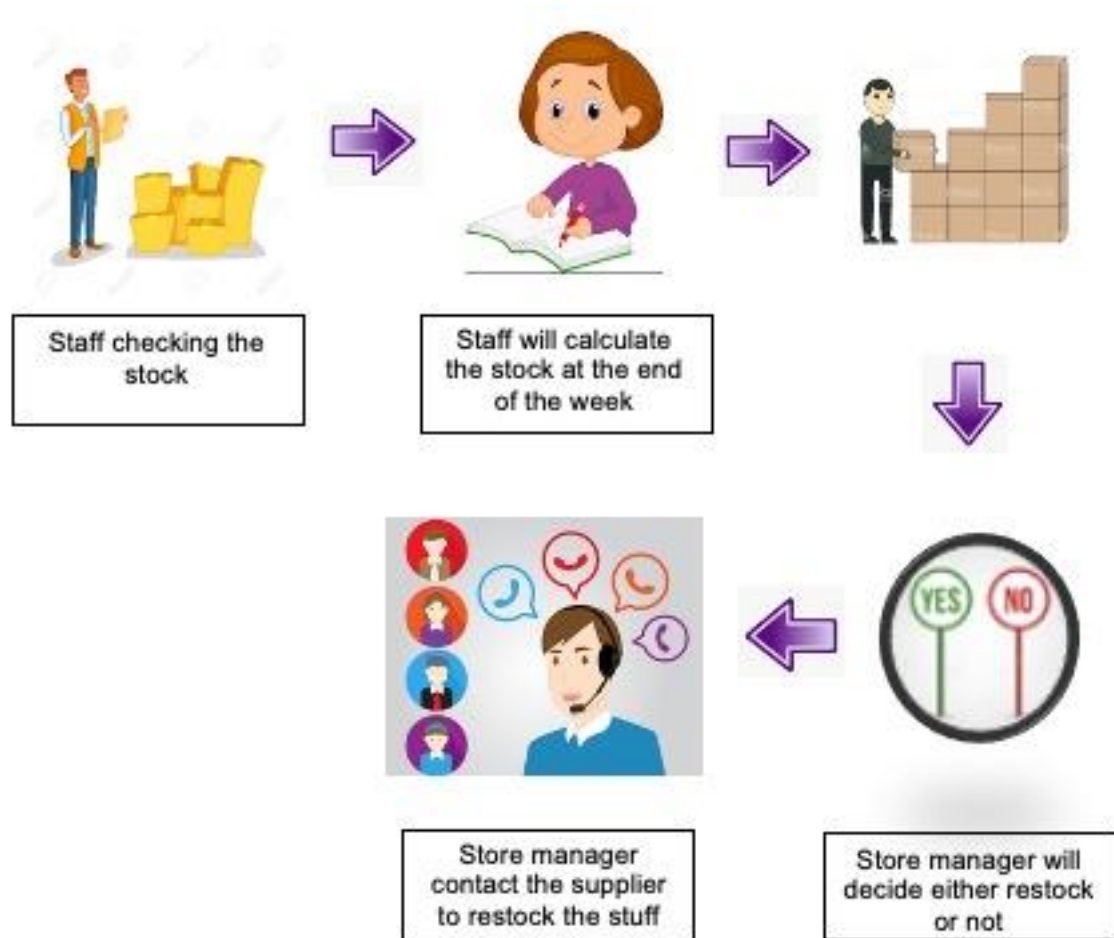 Staff checking the
stock
Staff will calculate
the stock at the end
of the week
YES
NO
Store manager
contact the supplier
to restock the stuff
Store manager will
decide either restock
or not